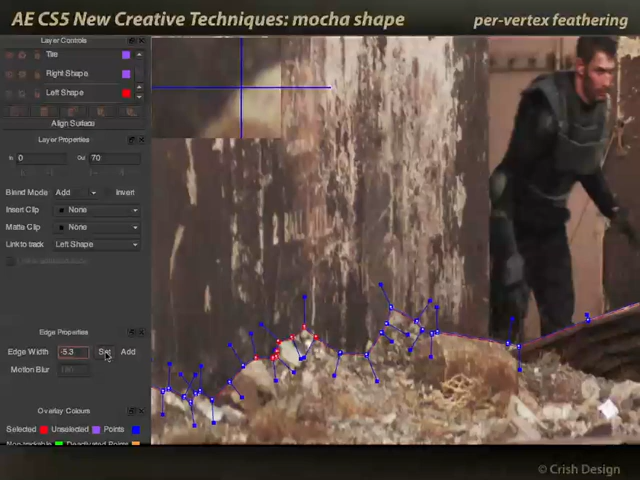 AE CS5 New Creative Techniques: mocha shape
per-vertex feathering
Layer Controls
Tile
Right Shape
Left Shape
Align Surface
Layer Properties
In 0 Out 70
Blend Mode Add Invert
Insert Clip None
Matte Clip None
Link to track Left Shape
Edge Properties
Edge Width -5.3 Set Add
Motion Blur 180
Overlay Colours
Selected Unselected Points
© Crish Design